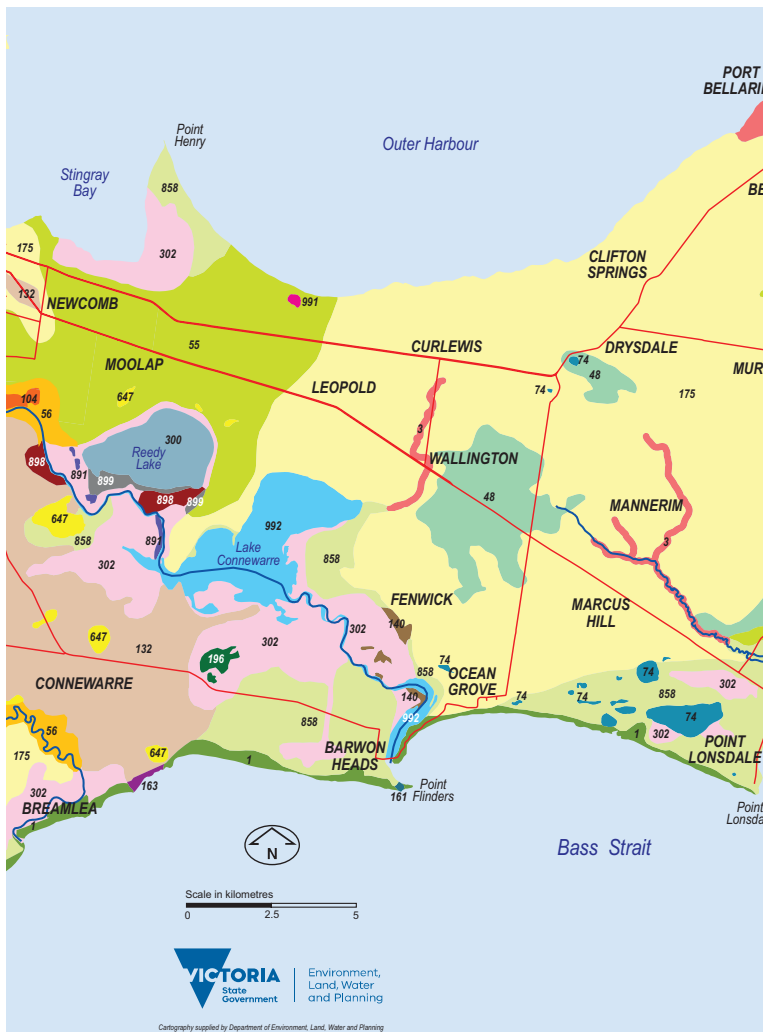 PORT
BELLARI
Point
Henry
Outer Harbour
Stingray
Bay
858
BE
302
175
CLIFTON
SPRINGS
132
NEWCOMB
991
55
CURLEWIS
DRYSDALE
74
MOOLAP
MUR
LEOPOLD
48
74
175
647
104
56
3
300
Reedy
Lake
WALLINGTON
898
891
899
48
898
899
MANNERIM
647
992
858
891
3
Lake
Connewarre
858
302
FENWICK
MARCUS
HILL
140
302
647
132
302
196
858
74
OCEAN
GROVE
74
CONNEWARRE
302
858
140
74
74
74
992
858
56
302
1
BARWON
HEADS
POINT
LONSDALE
175
647
1
163
302
Point
Flinders
161
BREAMLEA
1
Point
Lonsda
N
Bass Strait
Scale in kilometres
0 2.5 5
VICTORIA
State
Government
Environment,
Land, Water
and Planning
Cartography supplied by Department of Environment, Land, Water and Planning